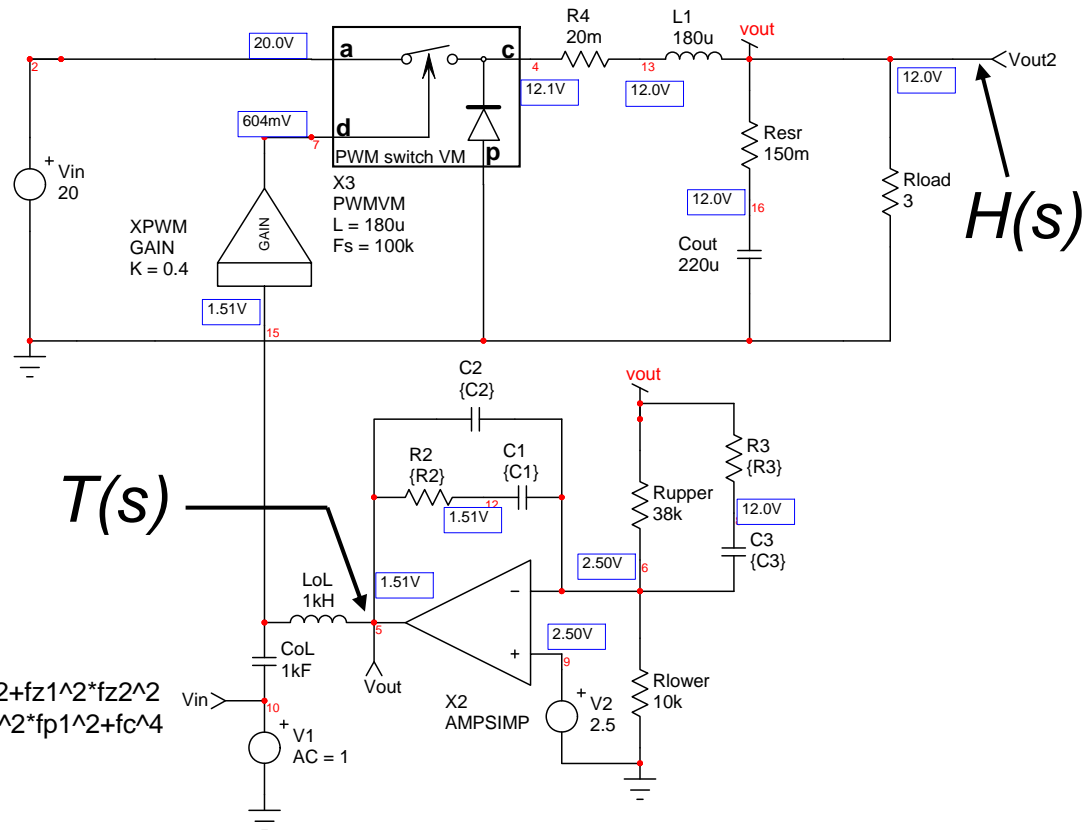 R4
20m
L1
180u
vout
20.0V
a
c
2
4
13
Vout2
12.1V
12.0V
12.0V
604mV
d
7
p
PWM switch VM
Resr
150m
Vin
20
+
X3
PWMVM
L = 180u
Fs = 100k
XPWM
GAIN
K = 0.4
GAIN
12.0V
16
Rload
3
H(s)
Cout
220u
1.51V
15
C2
{C2}
vout
R2
{R2}
C1
{C1}
R3
{R3}
T(s)
12
1.51V
Rupper
38k
12.0V
C3
{C3}
2.50V
6
LoL
1kH
1.51V
5
2.50V
+
9
CoL
1kF
Vout
X2
AMPSIMP
+
V2
2.5
Rlower
10k
2+fz1^2*fz2^2
^2*fp1^2+fc^4
Vin
10
+
V1
AC = 1